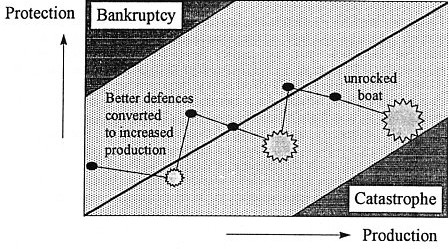 Protection
Bankruptcy
Better defences
converted
to increased
production
unrocked
boat
Catastrophe
Production